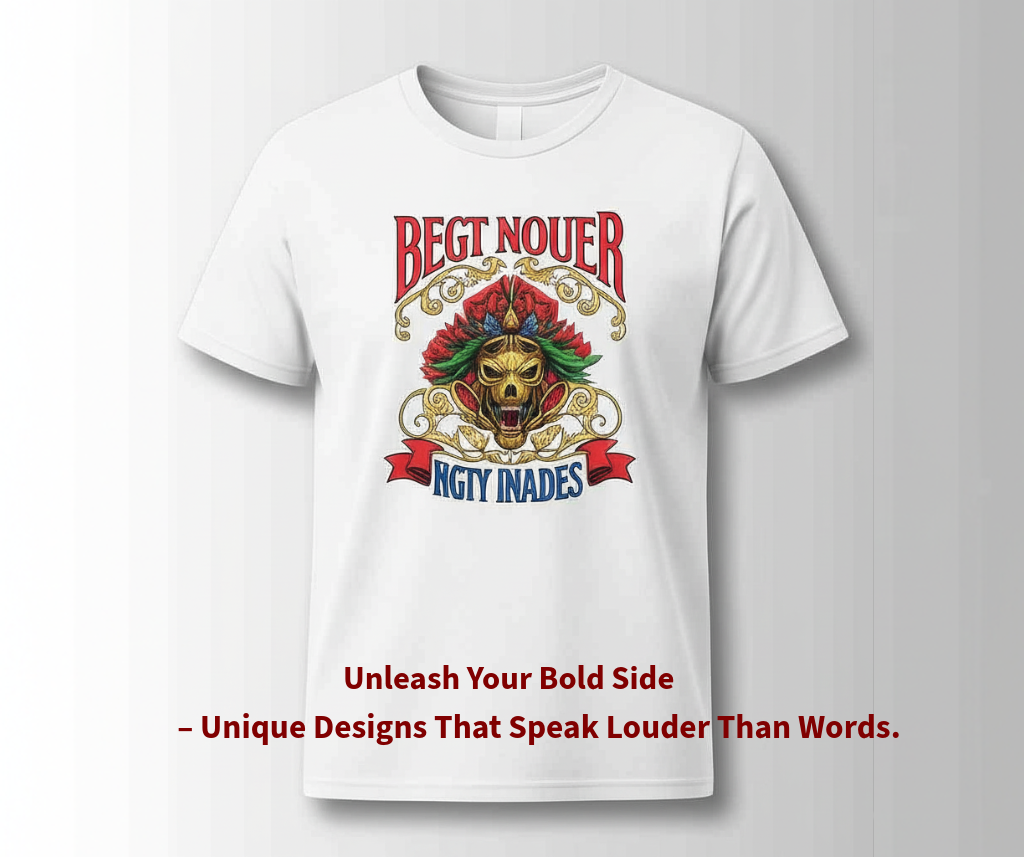 BEGT NOUER
NGTY INADES
Unleash Your Bold Side
– Unique Designs That Speak Louder Than Words.